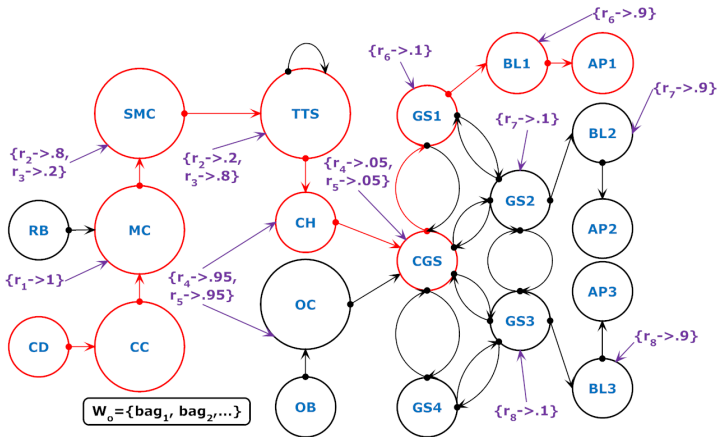 {r₆->.9}
{r₆->.1}
BL1
AP1
SMC
TTS
GS1
{r₇->.9}
{r₇->.1}
BL2
{r₂->.8,
r₃->.2}
{r₂->.2,
r₃->.8}
{r₄->.05,
r₅->.05}
GS2
RB
MC
CH
AP2
CGS
{r₁->1}
{r₄->.95,
r₅->.95}
OC
AP3
GS3
CD
CC
{r₈->.9}
BL3
W₀={bag₁, bag₂,...}
OB
GS4
{r₈->.1}